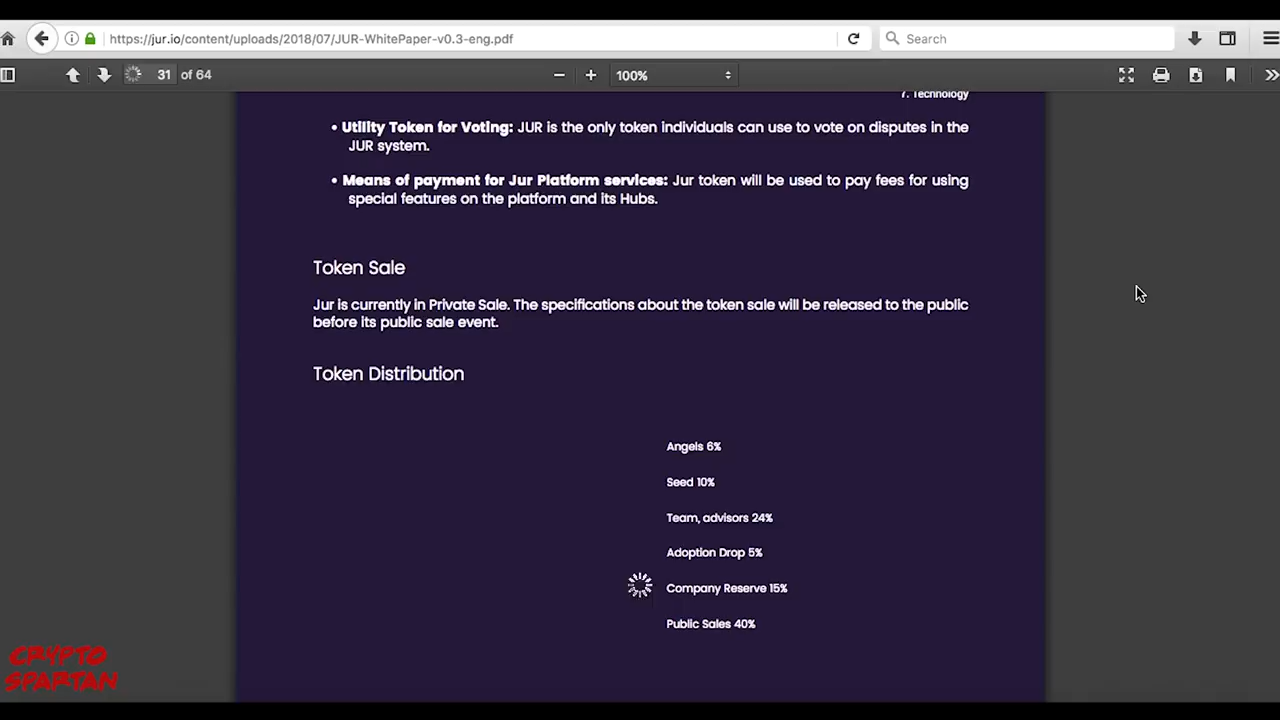 https://jur.io/content/uploads/2018/07/JUR-WhitePaper-v0.3-eng.pdf
Search
31 of 64
100%
7. Technology
• Utility Token for Voting: JUR is the only token individuals can use to vote on disputes in the
JUR system.
• Means of payment for Jur Platform services: Jur token will be used to pay fees for using
special features on the platform and its Hubs.
Token Sale
Jur is currently in Private Sale. The specifications about the token sale will be released to the public
before its public sale event.
Token Distribution
Angels 6%
Seed 10%
Team, advisors 24%
Adoption Drop 5%
Company Reserve 15%
Public Sales 40%
CRYPTO
SPARTAN